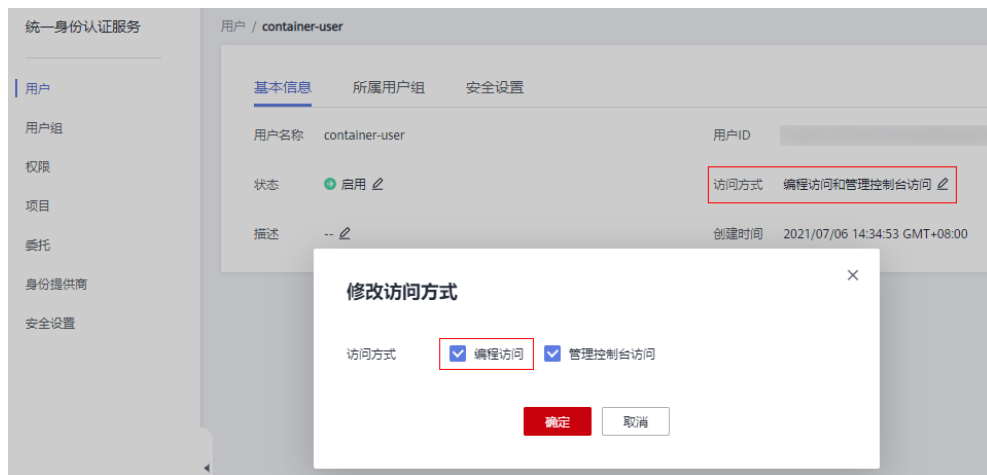 统一身份认证服务
用户 / container-user
用户
用户组
权限
项目
委托
身份提供商
安全设置
基本信息 所属用户组 安全设置
用户名称 container-user 用户ID
状态 启用 访问方式 编程访问和管理控制台访问
描述 -- 创建时间 2021/07/06 14:34:53 GMT+08:00
修改访问方式
访问方式 编程访问 管理控制台访问
确定 取消